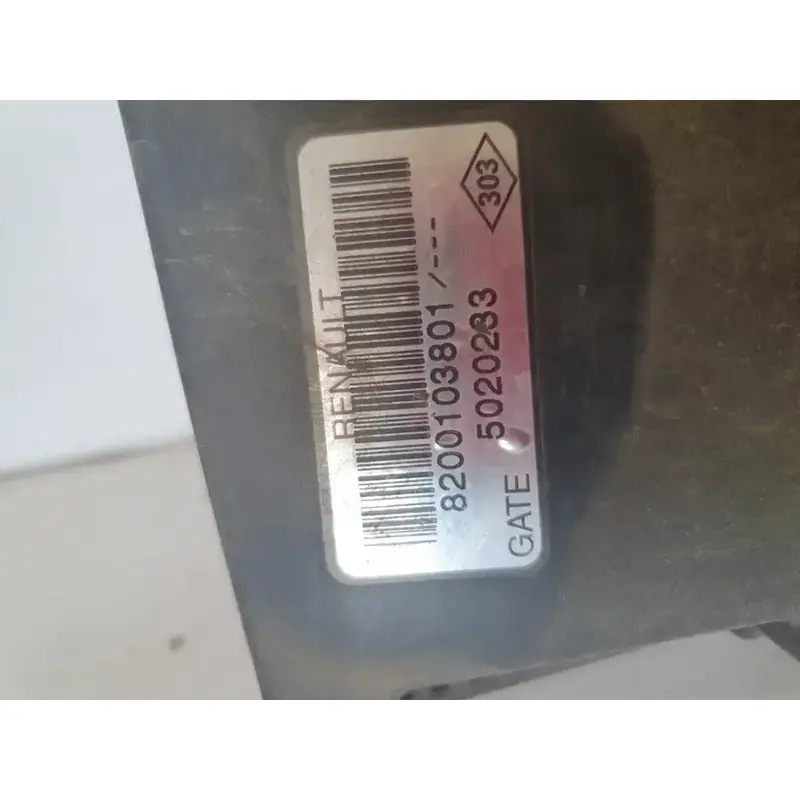 RENAULT
8200103801/---
GATE 5020233
303